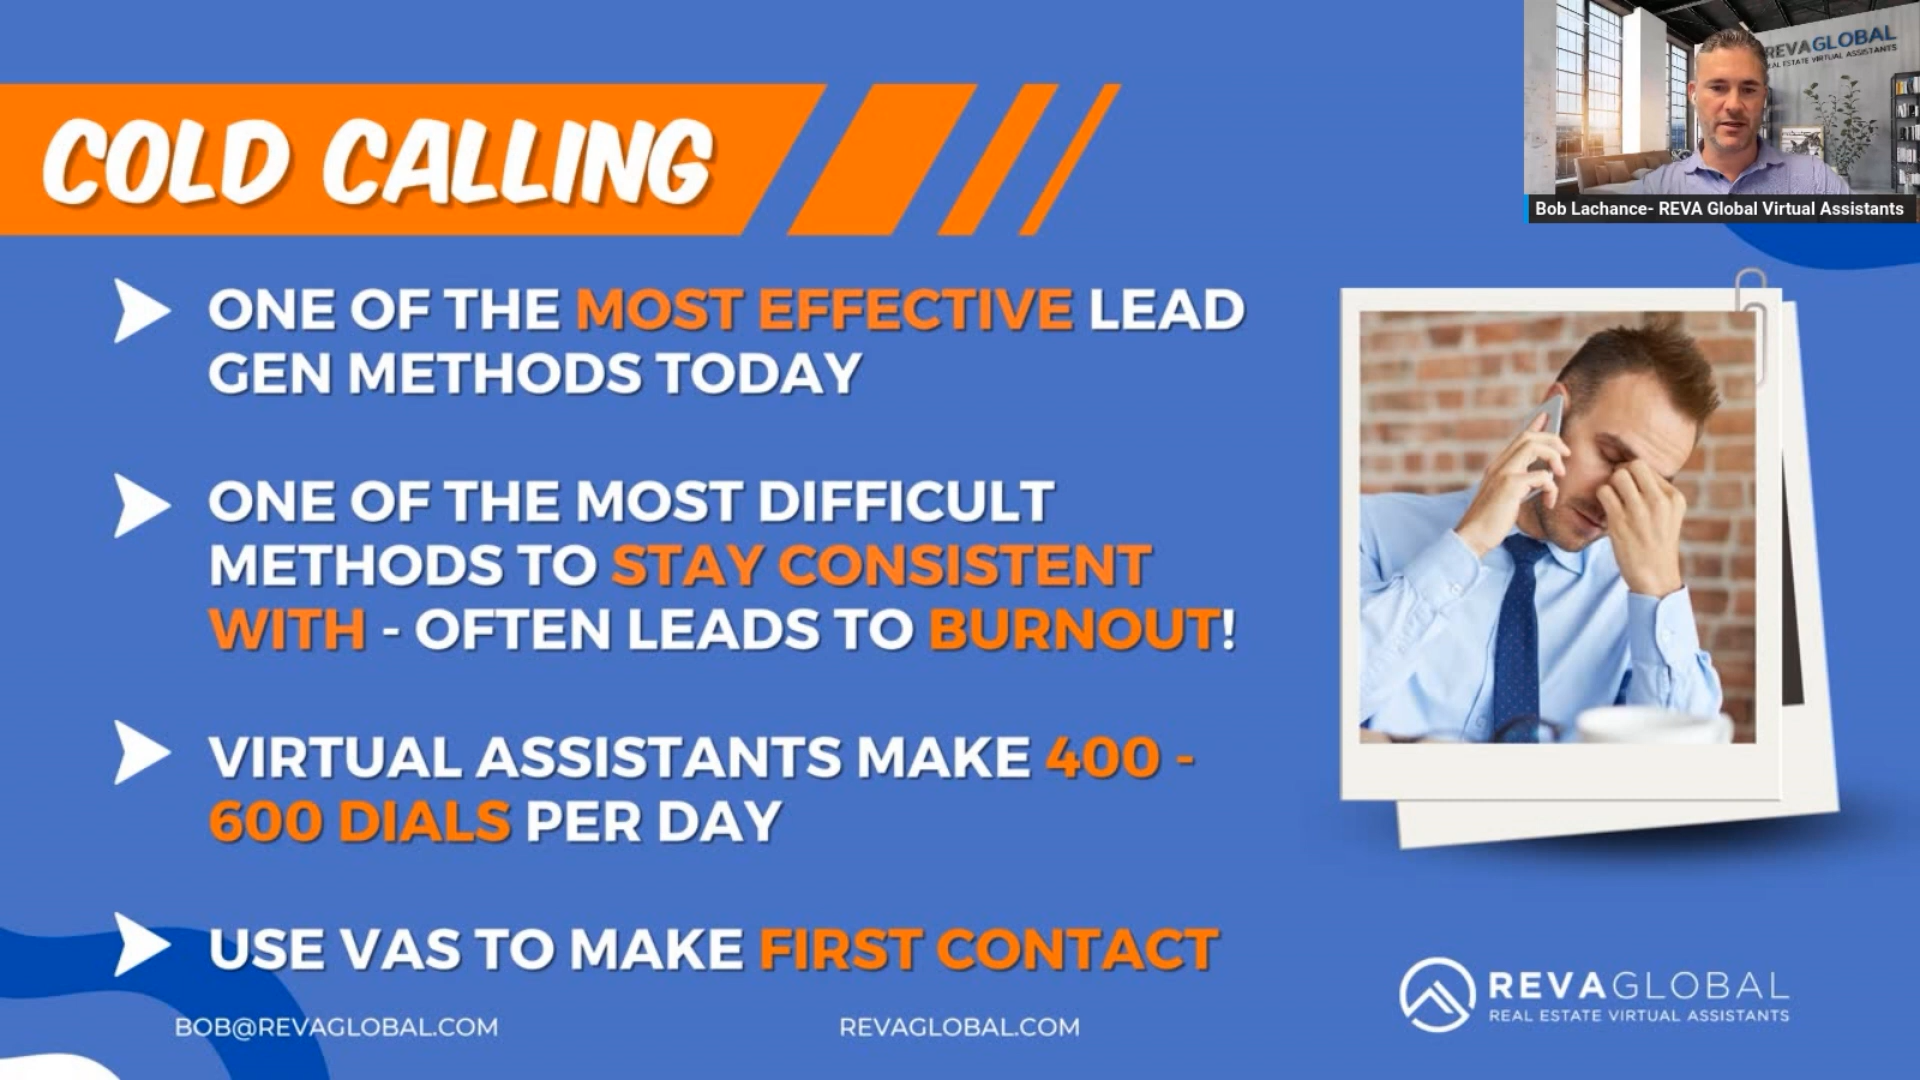 COLD CALLING
ONE OF THE MOST EFFECTIVE LEAD
GEN METHODS TODAY
ONE OF THE MOST DIFFICULT
METHODS TO STAY CONSISTENT
WITH - OFTEN LEADS TO BURNOUT!
VIRTUAL ASSISTANTS MAKE 400 -
600 DIALS PER DAY
USE VAS TO MAKE FIRST CONTACT
BOB@REVAGLOBAL.COM
REVAGLOBAL.COM
REVAGLOBAL
REAL ESTATE VIRTUAL ASSISTANTS
REVAGLOBAL
REAL ESTATE VIRTUAL ASSISTANTS
Bob Lachance- REVA Global Virtual Assistants